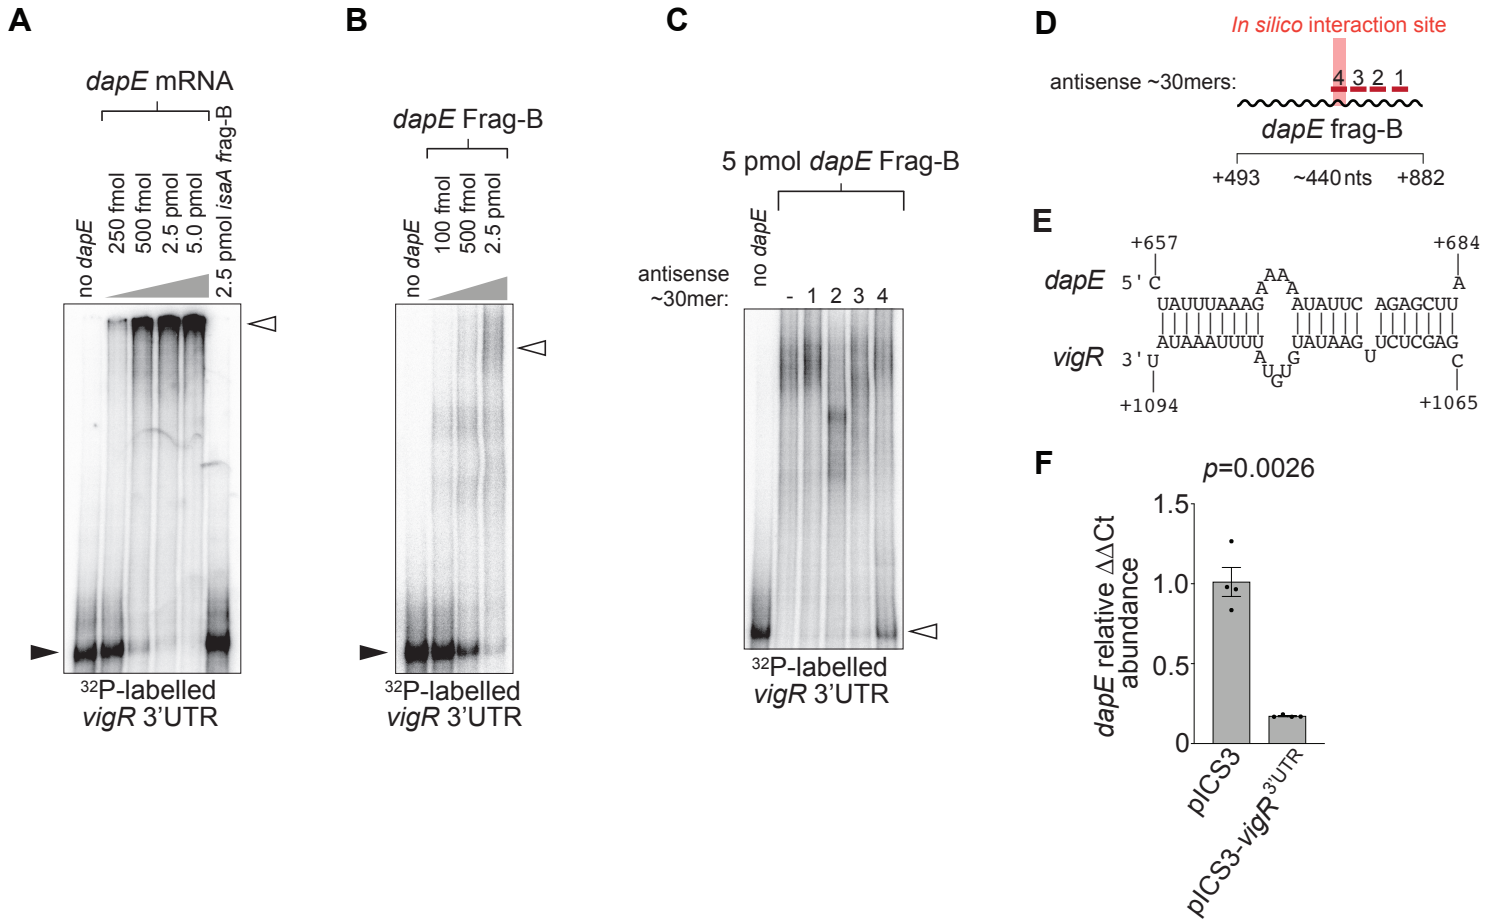 A
dapE mRNA
no dapE
250 fmol
500 fmol
2.5 pmol
5.0 pmol
2.5 pmol isaA frag-B
32P-labelled
vigR 3’UTR
B
dapE Frag-B
no dapE
100 fmol
500 fmol
2.5 pmol
32P-labelled
vigR 3’UTR
C
5 pmol dapE Frag-B
no dapE
antisense
~30mer:
- 1 2 3 4
32P-labelled
vigR 3’UTR
D
In silico interaction site
antisense ~30mers: 4 3 2 1
dapE frag-B
+493 ~440 nts +882
E
+657 +684
dapE 5' C UAUUUAAAG AAAA AUAUUC AGAGCUU A
vigR 3' U AUAAAUUUU AUGUG UAUAAG U UCUCGAG C
+1094 +1065
F
p=0.0026
dapE relative ΔΔCt
abundance
1.5
1.0
0.5
0
pICS3
pICS3-vigR3'UTR